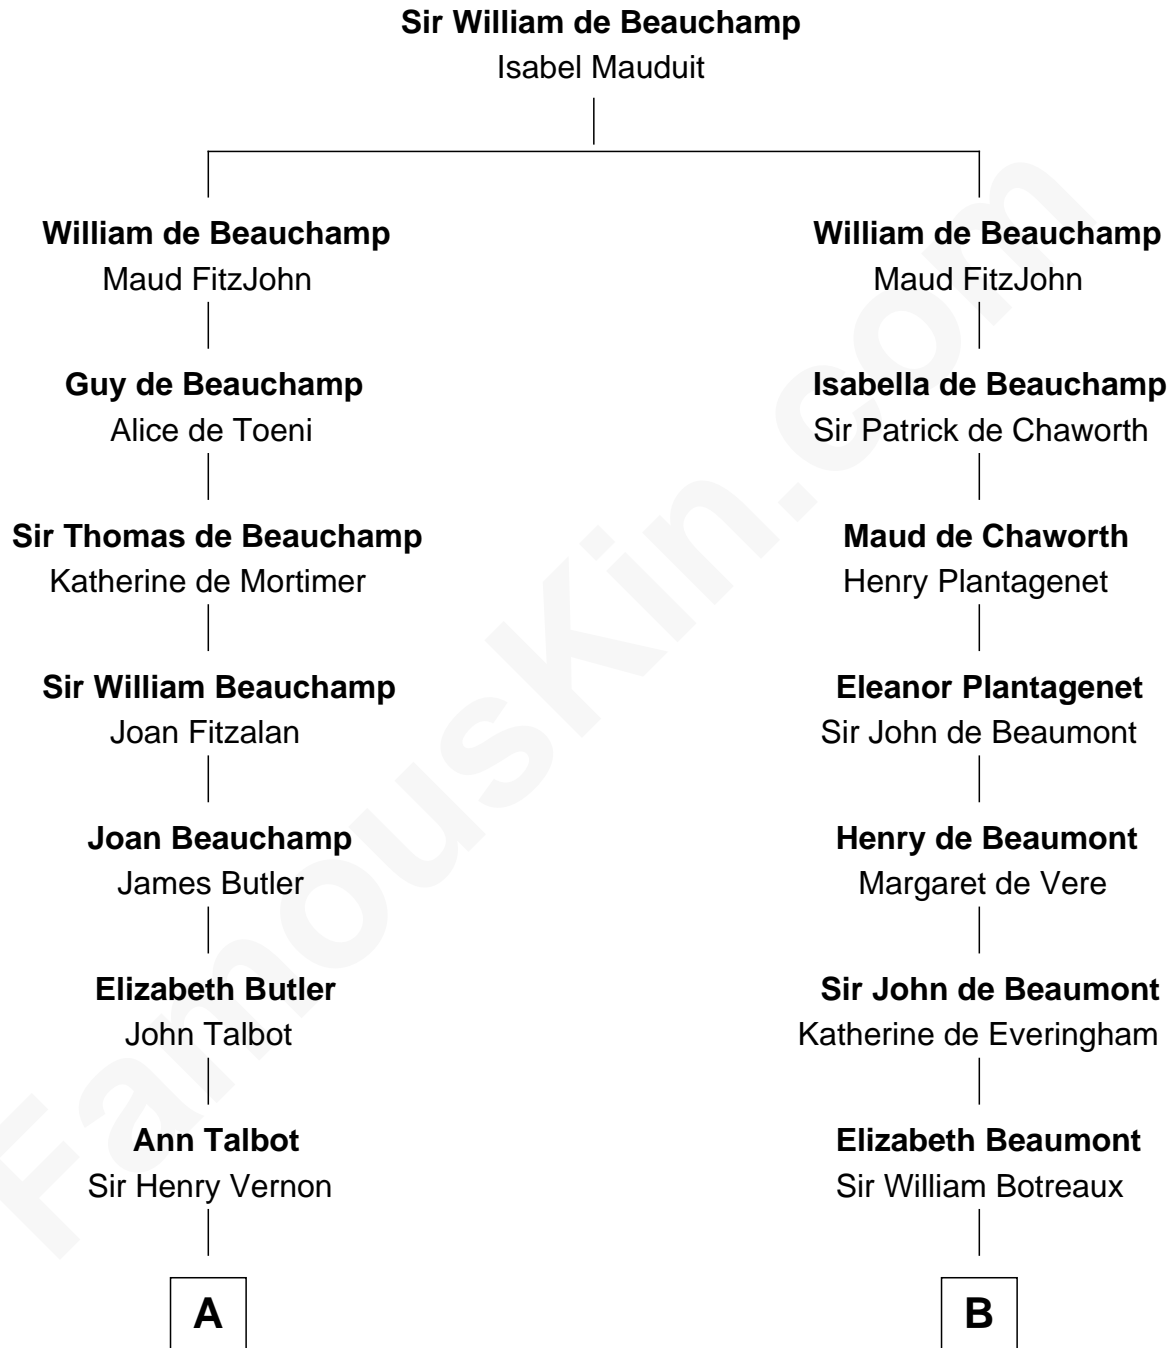 Sir William de Beauchamp
Isabel Mauduit
William de Beauchamp
Maud FitzJohn
Guy de Beauchamp
Alice de Toeni
Sir Thomas de Beauchamp
Katherine de Mortimer
Sir William Beauchamp
Joan Fitzalan
Joan Beauchamp
James Butler
Elizabeth Butler
John Talbot
Ann Talbot
Sir Henry Vernon
A
William de Beauchamp
Maud FitzJohn
Isabella de Beauchamp
Sir Patrick de Chaworth
Maud de Chaworth
Henry Plantagenet
Eleanor Plantagenet
Sir John de Beaumont
Henry de Beaumont
Margaret de Vere
Sir John de Beaumont
Katherine de Everingham
Elizabeth Beaumont
Sir William Botreaux
B
FamousKin.com